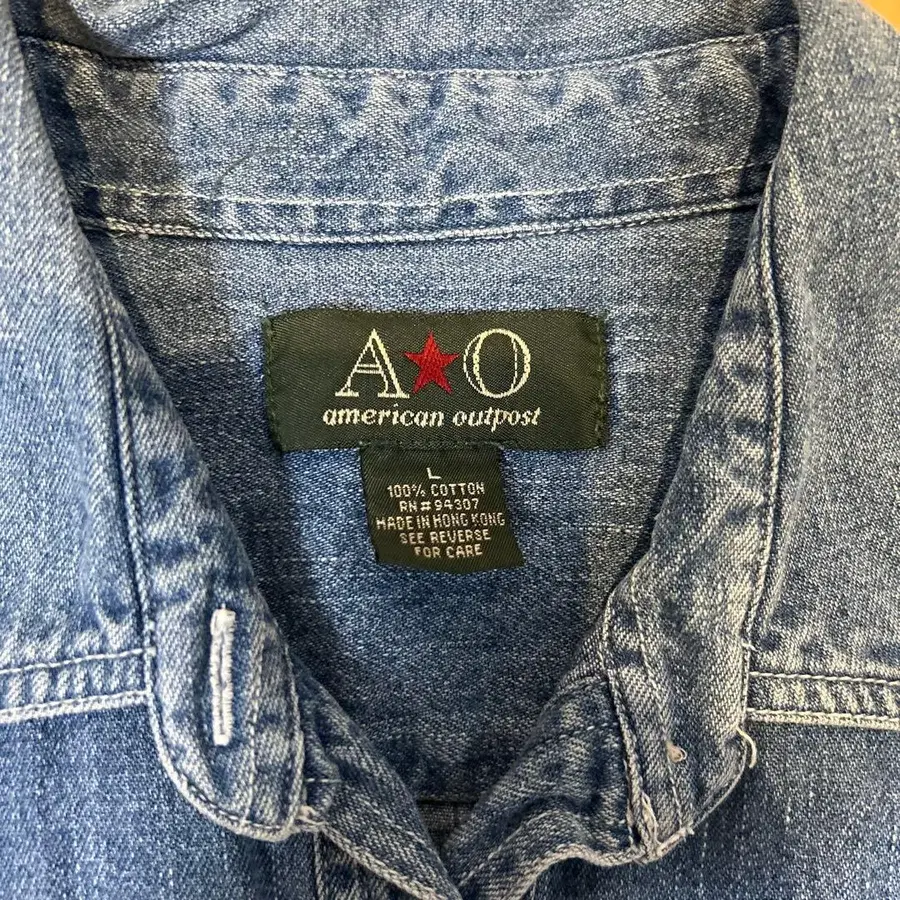 A★O
american outpost
L
100% COTTON
RN#94307
MADE IN HONG KONG
SEE REVERSE
FOR CARE